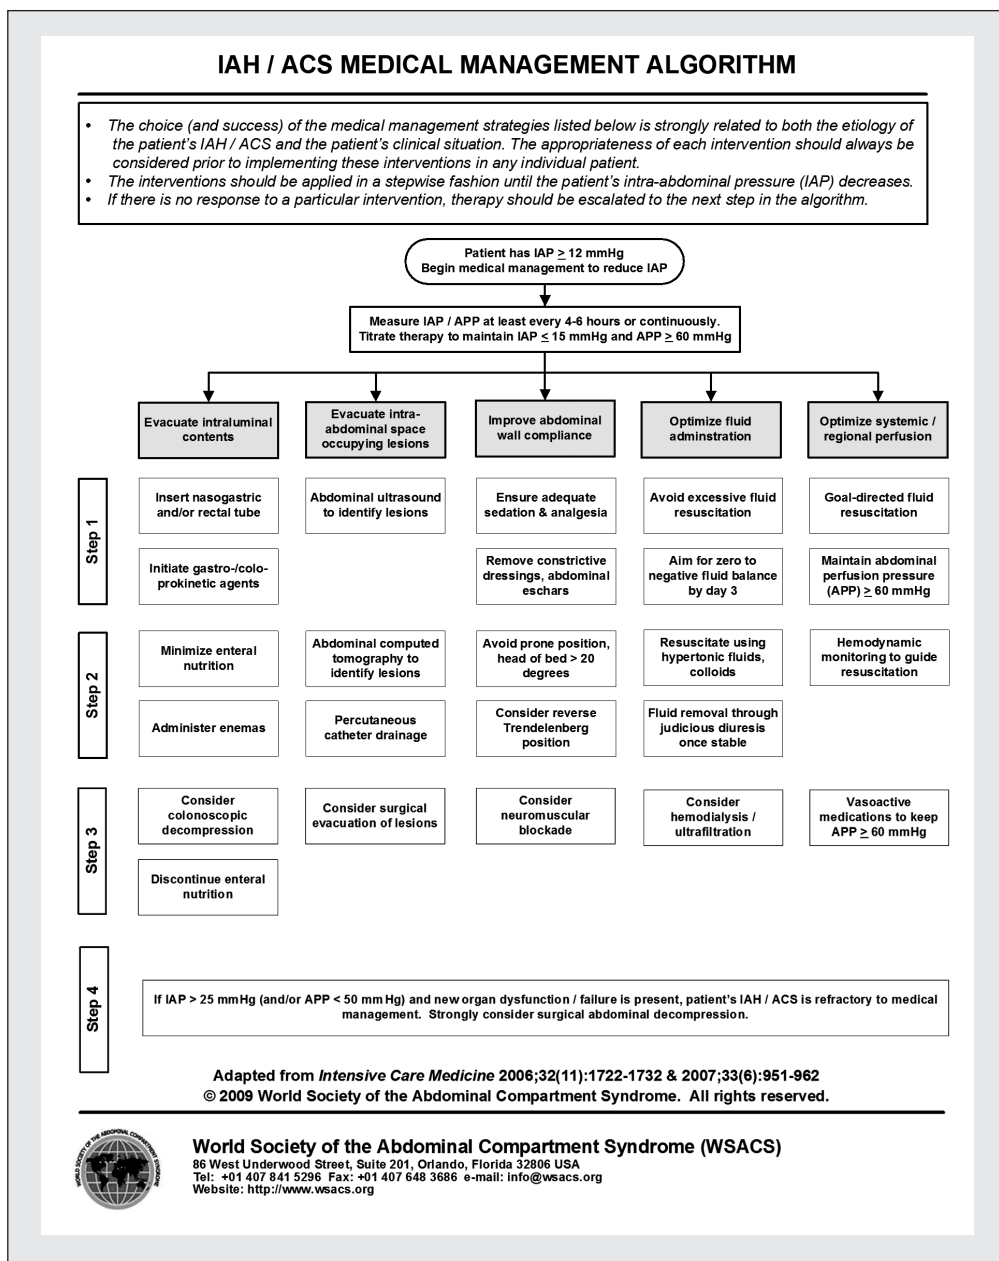 IAH / ACS MEDICAL MANAGEMENT ALGORITHM
• The choice (and success) of the medical management strategies listed below is strongly related to both the etiology of
the patient's IAH / ACS and the patient's clinical situation. The appropriateness of each intervention should always be
considered prior to implementing these interventions in any individual patient.
• The interventions should be applied in a stepwise fashion until the patient's intra-abdominal pressure (IAP) decreases.
• If there is no response to a particular intervention, therapy should be escalated to the next step in the algorithm.
Patient has IAP ≥ 12 mmHg
Begin medical management to reduce IAP
Measure IAP / APP at least every 4-6 hours or continuously.
Titrate therapy to maintain IAP ≤ 15 mmHg and APP ≥ 60 mmHg
Evacuate intraluminal
contents
Evacuate intra-
abdominal space
occupying lesions
Improve abdominal
wall compliance
Optimize fluid
adminstration
Optimize systemic /
regional perfusion
Step 1
Insert nasogastric
and/or rectal tube
Abdominal ultrasound
to identify lesions
Ensure adequate
sedation & analgesia
Avoid excessive fluid
resuscitation
Goal-directed fluid
resuscitation
Initiate gastro-/colo-
prokinetic agents
Remove constrictive
dressings, abdominal
eschars
Aim for zero to
negative fluid balance
by day 3
Maintain abdominal
perfusion pressure
(APP) ≥ 60 mmHg
Step 2
Minimize enteral
nutrition
Abdominal computed
tomography to
identify lesions
Avoid prone position,
head of bed > 20
degrees
Resuscitate using
hypertonic fluids,
colloids
Hemodynamic
monitoring to guide
resuscitation
Administer enemas
Percutaneous
catheter drainage
Consider reverse
Trendelenberg
position
Fluid removal through
judicious diuresis
once stable
Step 3
Consider
colonoscopic
decompression
Consider surgical
evacuation of lesions
Consider
neuromuscular
blockade
Consider
hemodialysis /
ultrafiltration
Vasoactive
medications to keep
APP ≥ 60 mmHg
Discontinue enteral
nutrition
Step 4
If IAP > 25 mmHg (and/or APP < 50 mmHg) and new organ dysfunction / failure is present, patient's IAH / ACS is refractory to medical
management. Strongly consider surgical abdominal decompression.
Adapted from Intensive Care Medicine 2006;32(11):1722-1732 & 2007;33(6):951-962
© 2009 World Society of the Abdominal Compartment Syndrome. All rights reserved.
WORLD SOCIETY OF THE ABDOMINAL COMPARTMENT SYNDROME
World Society of the Abdominal Compartment Syndrome (WSACS)
86 West Underwood Street, Suite 201, Orlando, Florida 32806 USA
Tel: +01 407 841 5296 Fax: +01 407 648 3686 e-mail: info@wsacs.org
Website: http://www.wsacs.org